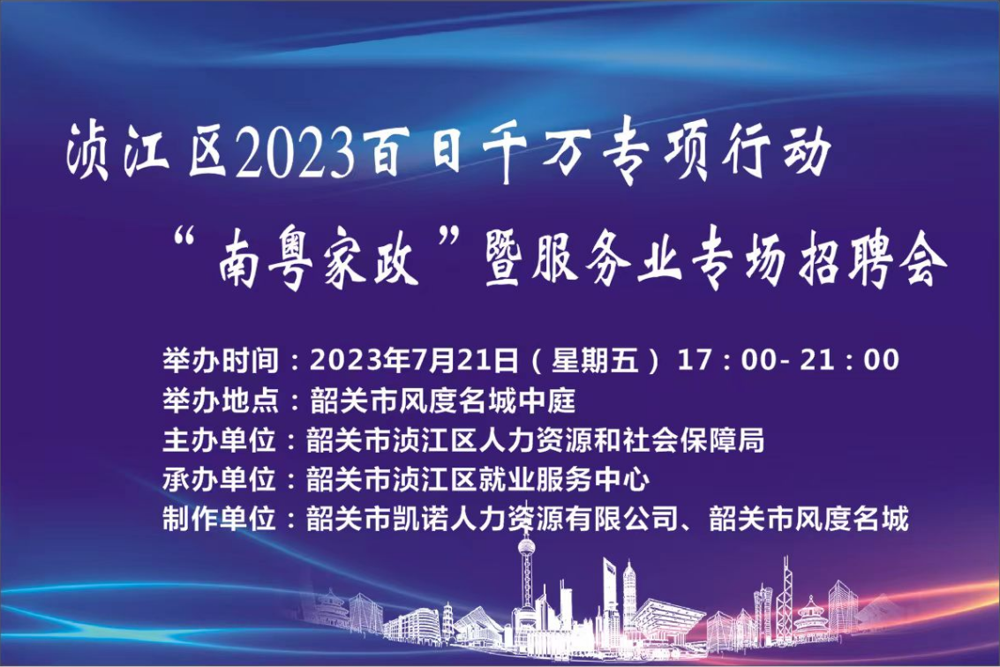 浈江区2023百日千万专项行动
“南粤家政”暨服务业专场招聘会
举办时间：2023年7月21日（星期五）17：00-21：00
举办地点：韶关市风度名城中庭
主办单位：韶关市浈江区人力资源和社会保障局
承办单位：韶关市浈江区就业服务中心
制作单位：韶关市凯诺人力资源有限公司、韶关市风度名城